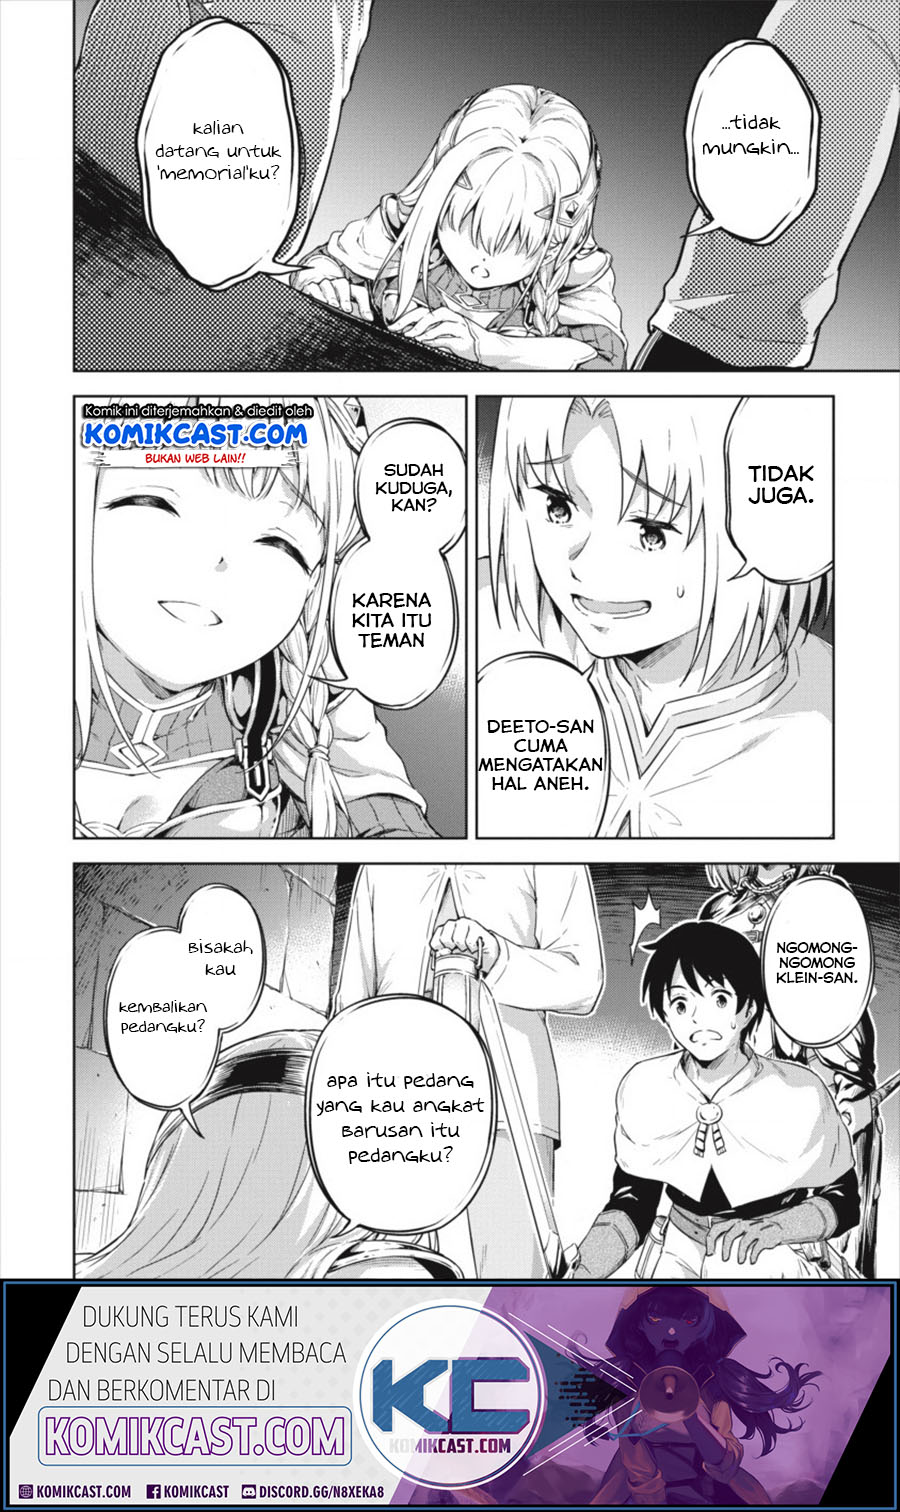 ...tidak
mungkin...
kalian
datang untuk
'memorial'ku?
TIDAK
JUGA.
DEETO-SAN
CUMA
MENGATAKAN
HAL ANEH.
Komik ini diterjemahkan & diedit oleh
KOMIKCAST.COM
BUKAN WEB LAIN!!
SUDAH
KUDUGA,
KAN?
KARENA
KITA ITU
TEMAN
NGOMONG-
NGOMONG
KLEIN-SAN.
apa itu pedang
yang kau angkat
barusan itu
pedangku?
bisakah
kau
kembalikan
pedangku?
DUKUNG TERUS KAMI
DENGAN SELALU MEMBACA
DAN BERKOMENTAR DI
KOMIKCAST.COM
KC
KOMIKCAST.COM
KOMIKCAST.COM
KOMIKCAST
DISCORD.GG/N8XEKA8